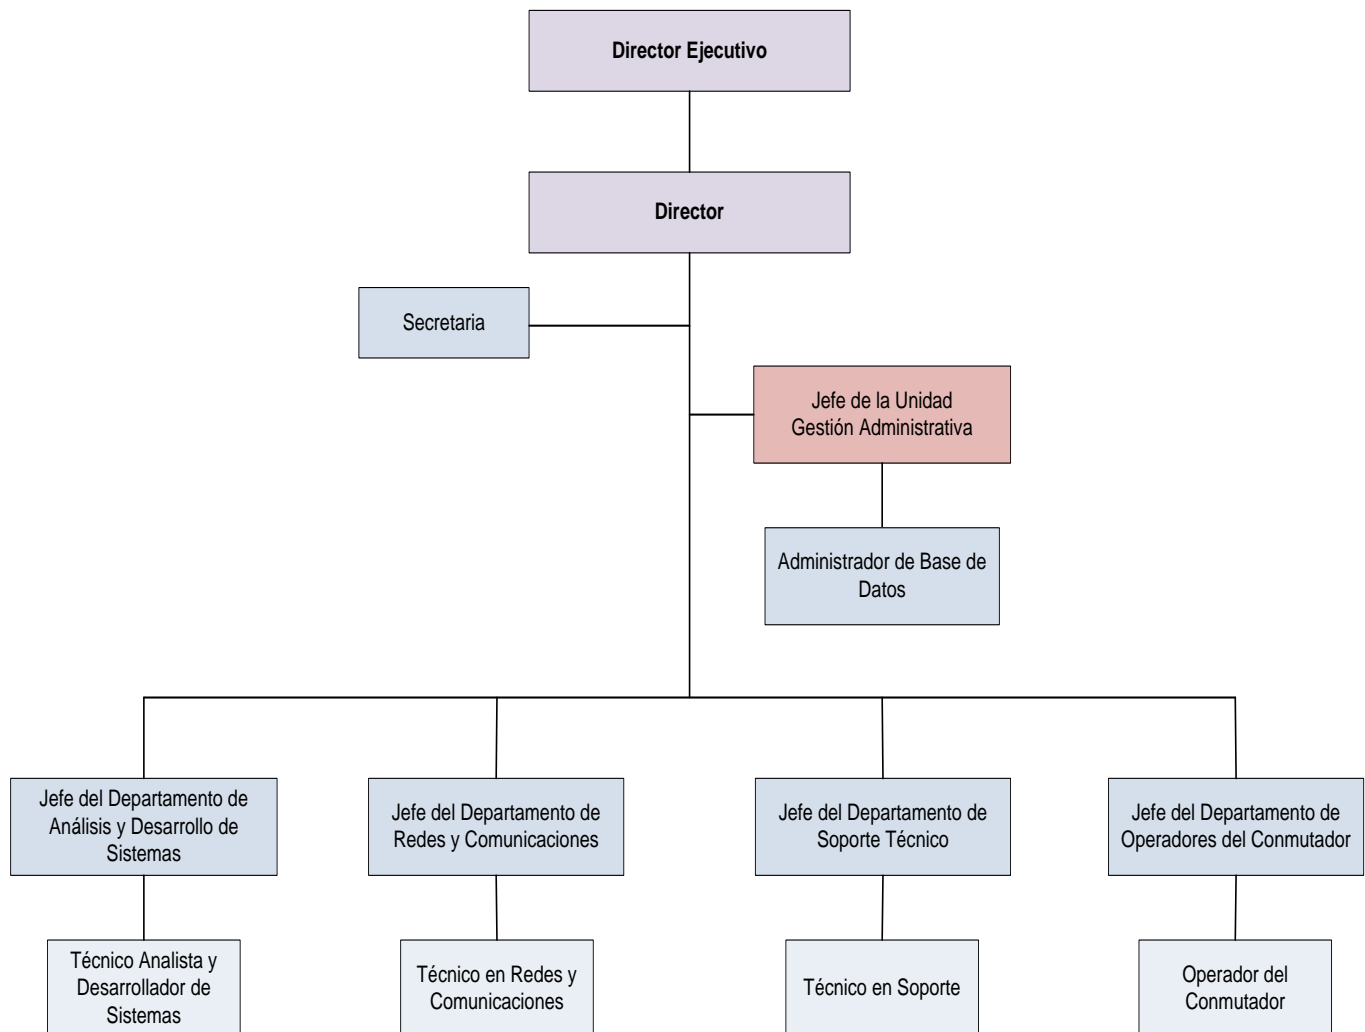 Director Ejecutivo
Director
Secretaria
Jefe de la Unidad
Gestión Administrativa
Administrador de Base de
Datos
Jefe del Departamento de
Análisis y Desarrollo de
Sistemas
Jefe del Departamento de
Redes y Comunicaciones
Jefe del Departamento de
Soporte Técnico
Jefe del Departamento de
Operadores del Conmutador
Técnico Analista y
Desarrollador de
Sistemas
Técnico en Redes y
Comunicaciones
Técnico en Soporte
Operador del
Conmutador